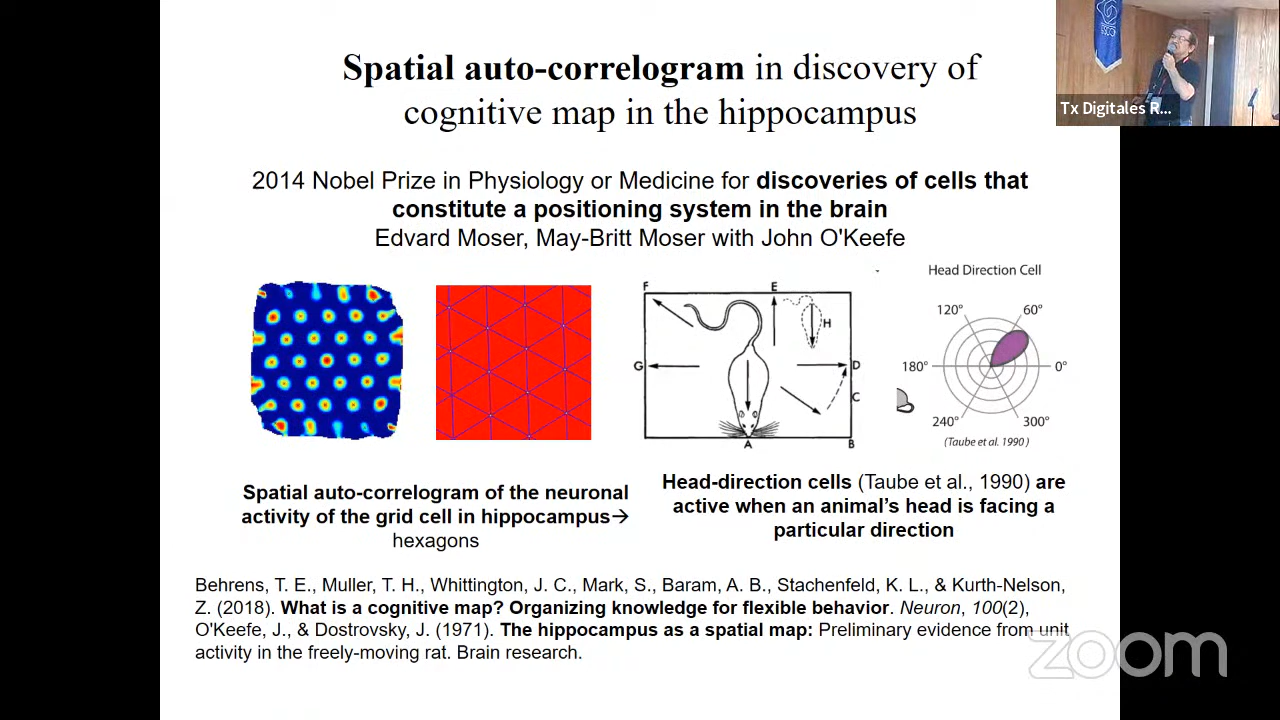 Spatial auto-correlogram in discovery of
cognitive map in the hippocampus
Tx Digitales R...
2014 Nobel Prize in Physiology or Medicine for discoveries of cells that
constitute a positioning system in the brain
Edvard Moser, May-Britt Moser with John O'Keefe
F
E
H
G
D
C
A
B
Head Direction Cell
120°
60°
180°
0°
240°
300°
(Taube et al. 1990)
Spatial auto-correlogram of the neuronal
activity of the grid cell in hippocampus→
hexagons
Head-direction cells (Taube et al., 1990) are
active when an animal's head is facing a
particular direction
Behrens, T. E., Muller, T. H., Whittington, J. C., Mark, S., Baram, A. B., Stachenfeld, K. L., & Kurth-Nelson,
Z. (2018). What is a cognitive map? Organizing knowledge for flexible behavior. Neuron, 100(2),
O'Keefe, J., & Dostrovsky, J. (1971). The hippocampus as a spatial map: Preliminary evidence from unit
activity in the freely-moving rat. Brain research.
zoom